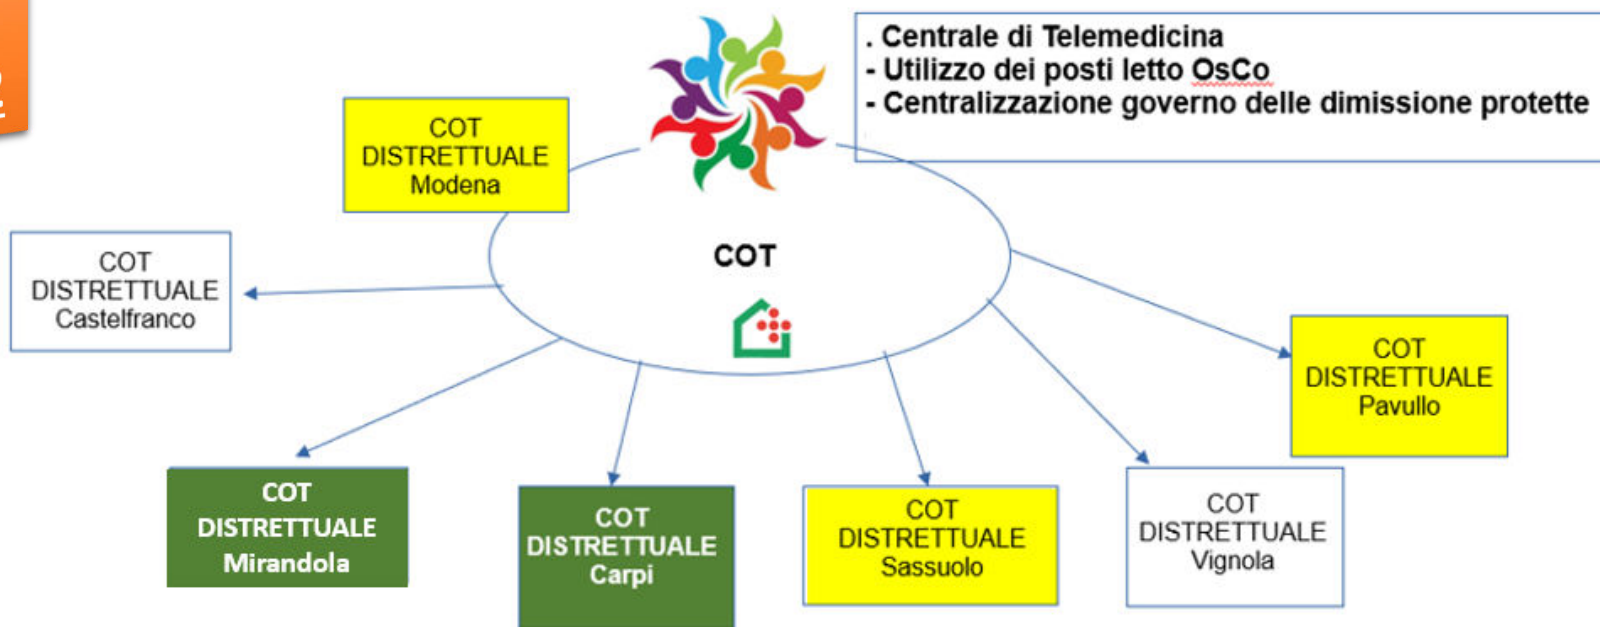 . Centrale di Telemedicina
- Utilizzo dei posti letto OsCo
- Centralizzazione governo delle dimissione protette
COT
DISTRETTUALE
Modena
COT
DISTRETTUALE
Castelfranco
COT
COT
DISTRETTUALE
Pavullo
COT
DISTRETTUALE
Mirandola
COT
DISTRETTUALE
Carpi
COT
DISTRETTUALE
Sassuolo
COT
DISTRETTUALE
Vignola